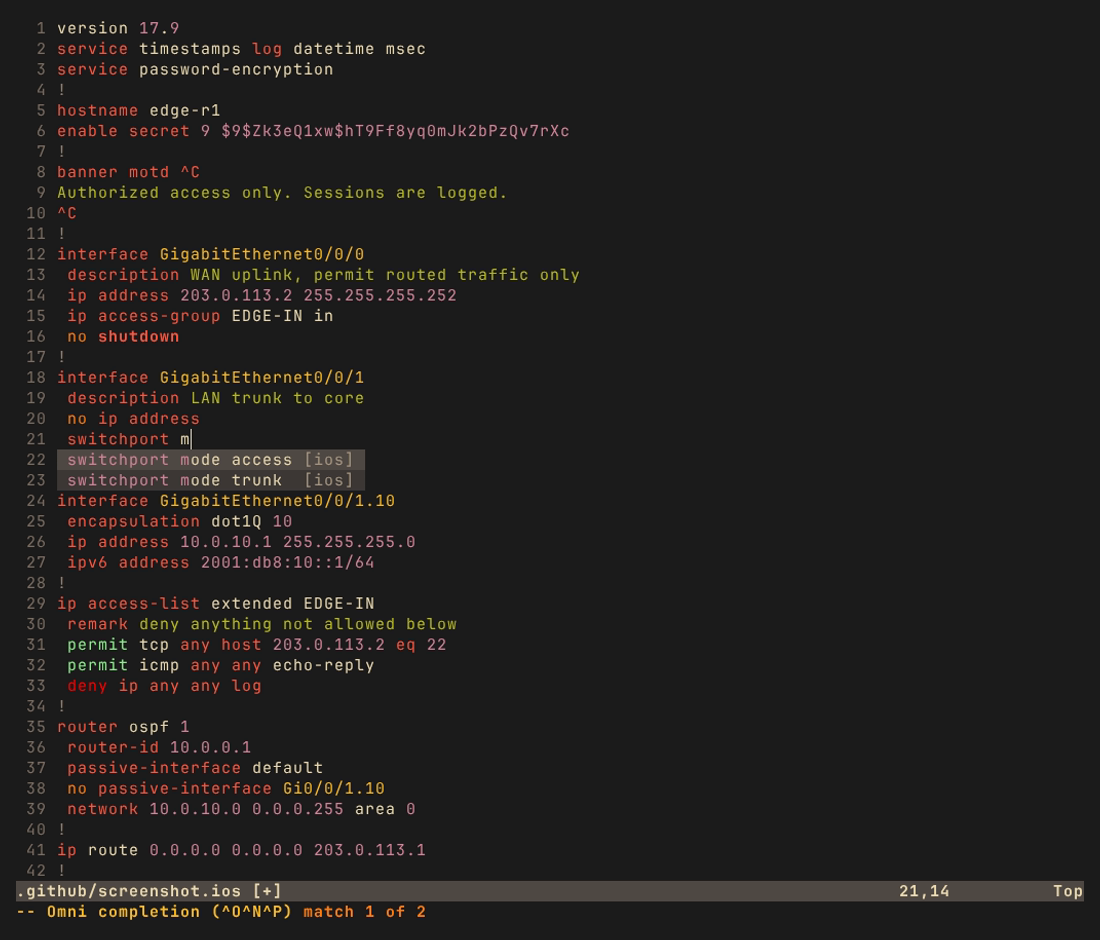 1 version 17.9
2 service timestamps log datetime msec
3 service password-encryption
4 !
5 hostname edge-r1
6 enable secret 9 $9$Zk3eQ1xw$hT9Ff8yq0mJk2bPzQv7rXc
7 !
8 banner motd ^C
9 Authorized access only. Sessions are logged.
10 ^C
11 !
12 interface GigabitEthernet0/0/0
13  description WAN uplink, permit routed traffic only
14  ip address 203.0.113.2 255.255.255.252
15  ip access-group EDGE-IN in
16  no shutdown
17 !
18 interface GigabitEthernet0/0/1
19  description LAN trunk to core
20  no ip address
21  switchport m
22  switchport mode access [ios]
23  switchport mode trunk  [ios]
24 interface GigabitEthernet0/0/1.10
25  encapsulation dot1Q 10
26  ip address 10.0.10.1 255.255.255.0
27  ipv6 address 2001:db8:10::1/64
28 !
29 ip access-list extended EDGE-IN
30  remark deny anything not allowed below
31  permit tcp any host 203.0.113.2 eq 22
32  permit icmp any any echo-reply
33  deny ip any any log
34 !
35 router ospf 1
36  router-id 10.0.0.1
37  passive-interface default
38  no passive-interface Gi0/0/1.10
39  network 10.0.10.0 0.0.0.255 area 0
40 !
41 ip route 0.0.0.0 0.0.0.0 203.0.113.1
42 !
.github/screenshot.ios [+] 21,14 Top
-- Omni completion (^O^N^P) match 1 of 2